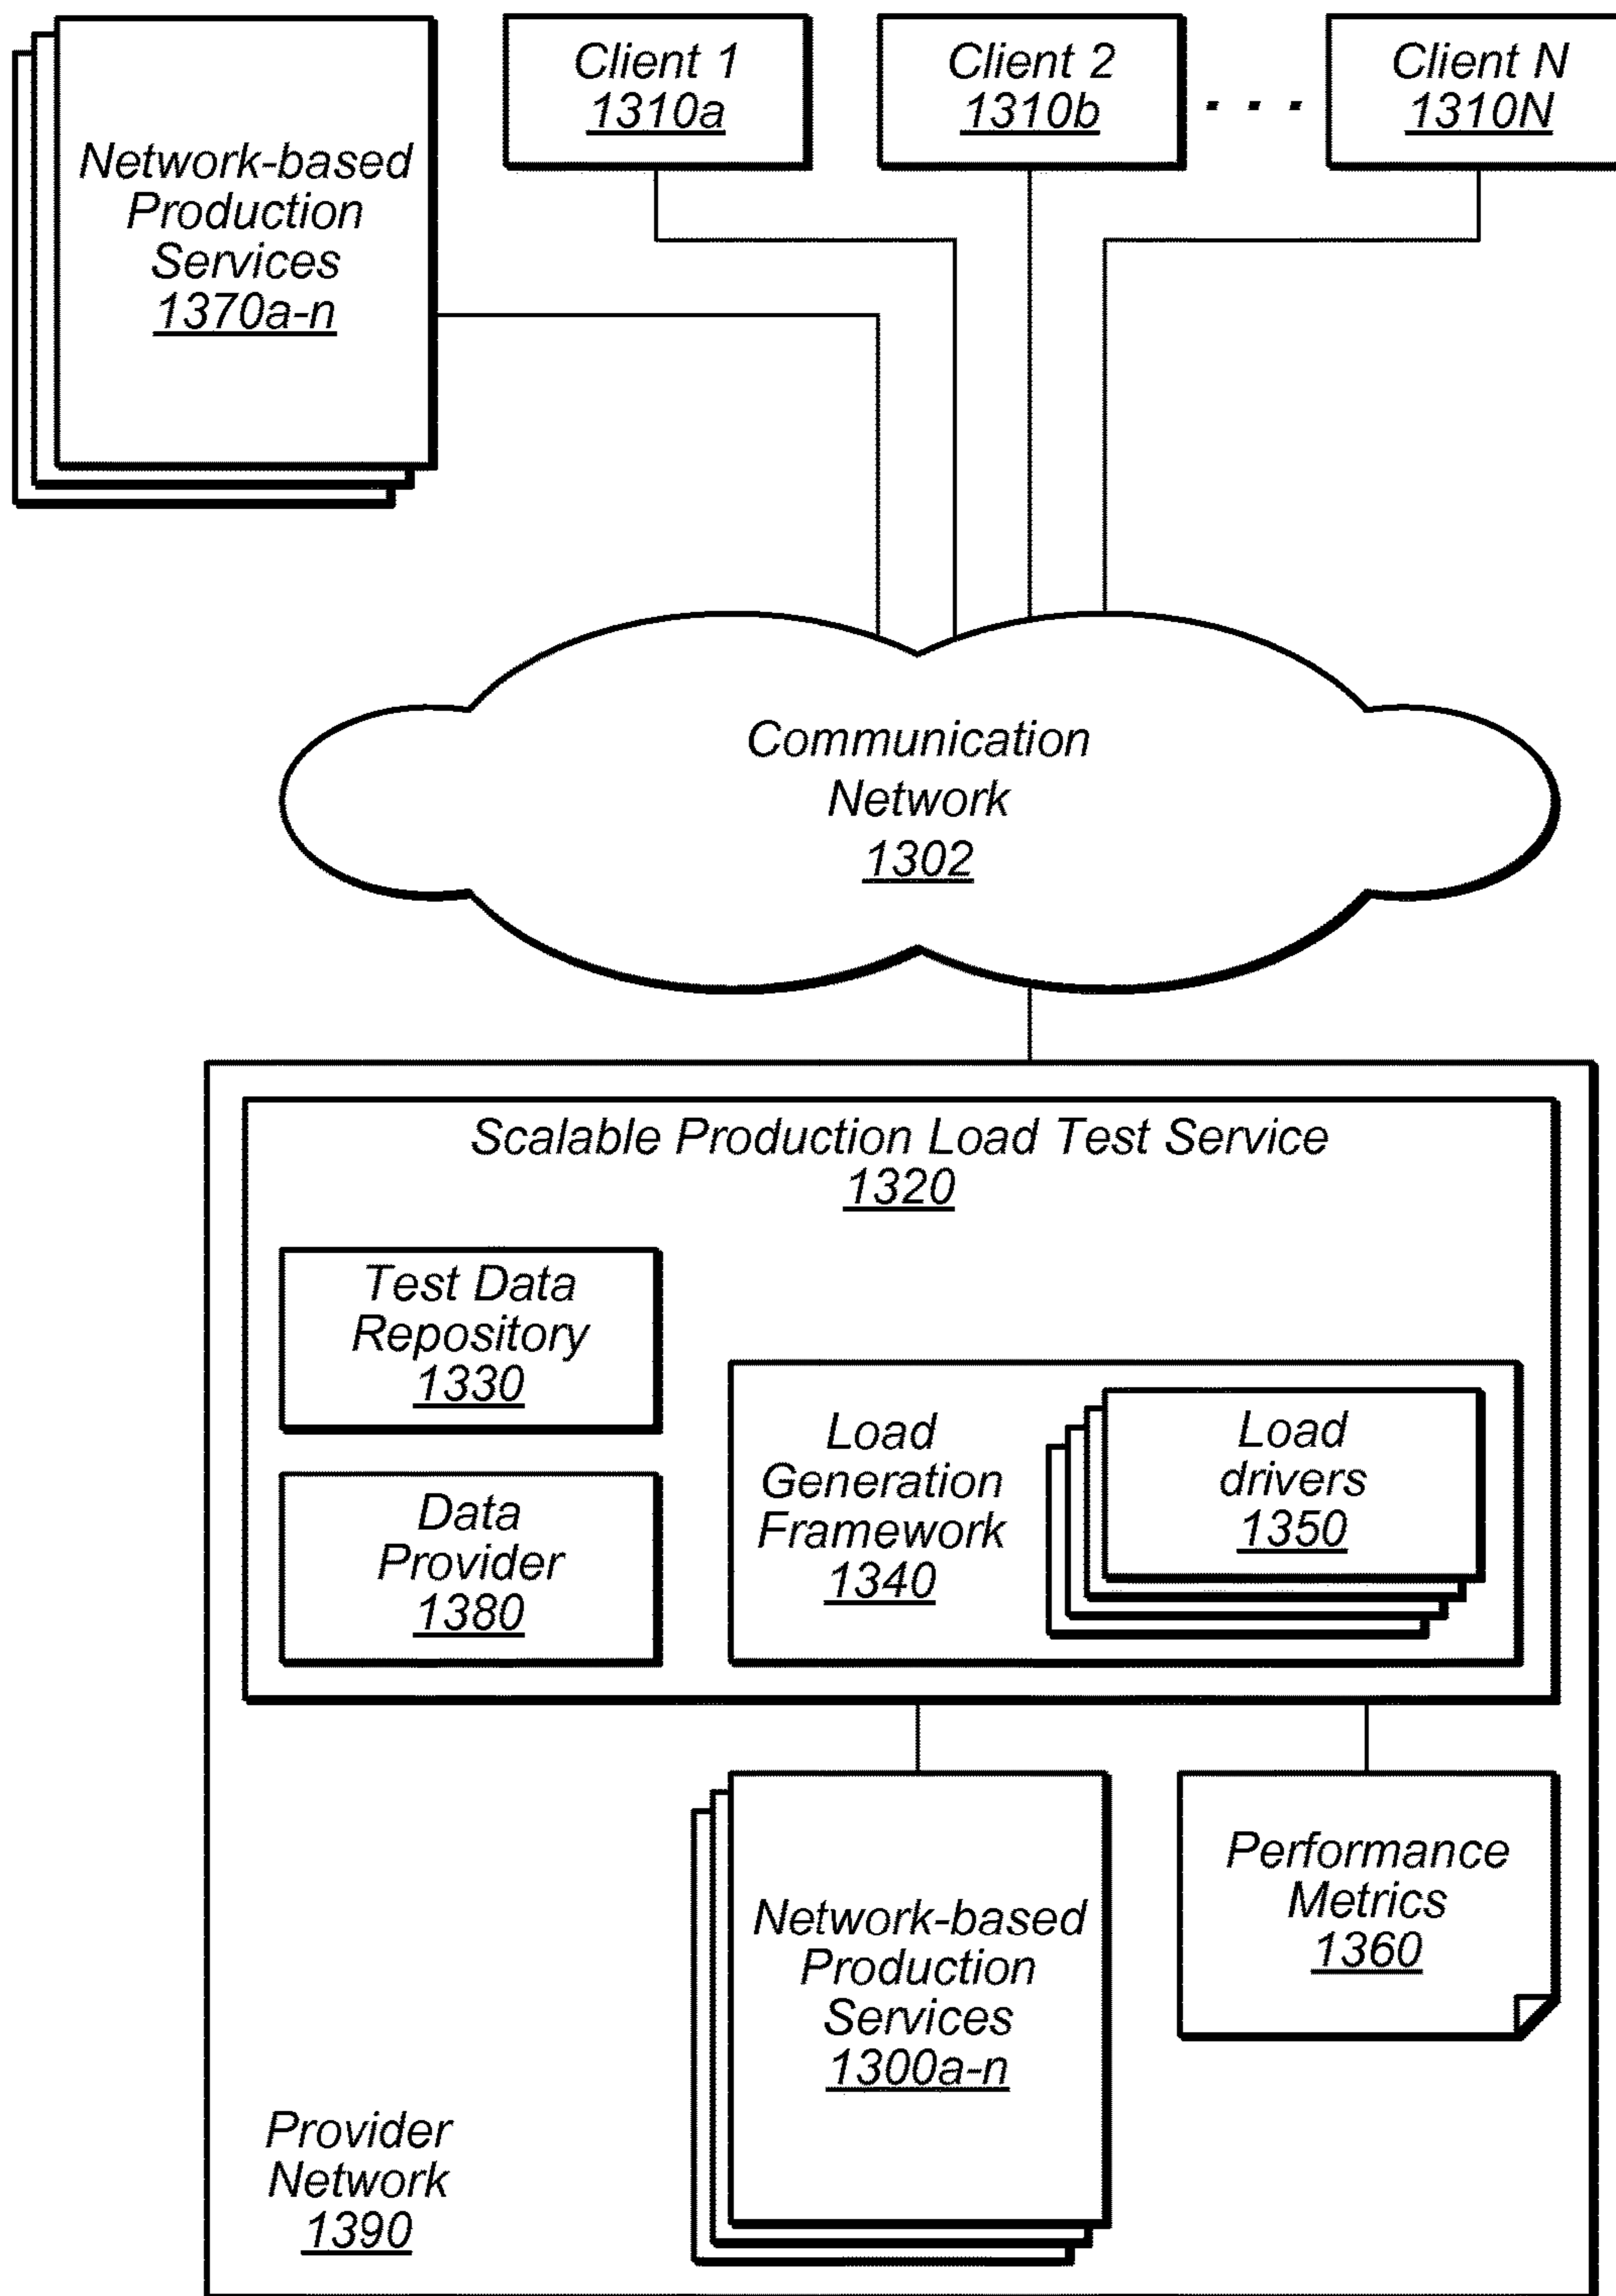 Network-based
Production
Services
1370a-n
Client 1
1310a
Client 2
1310b
. . .
Client N
1310N
Communication
Network
1302
Scalable Production Load Test Service
1320
Test Data
Repository
1330
Data
Provider
1380
Load
Generation
Framework
1340
Load
drivers
1350
Network-based
Production
Services
1300a-n
Performance
Metrics
1360
Provider
Network
1390